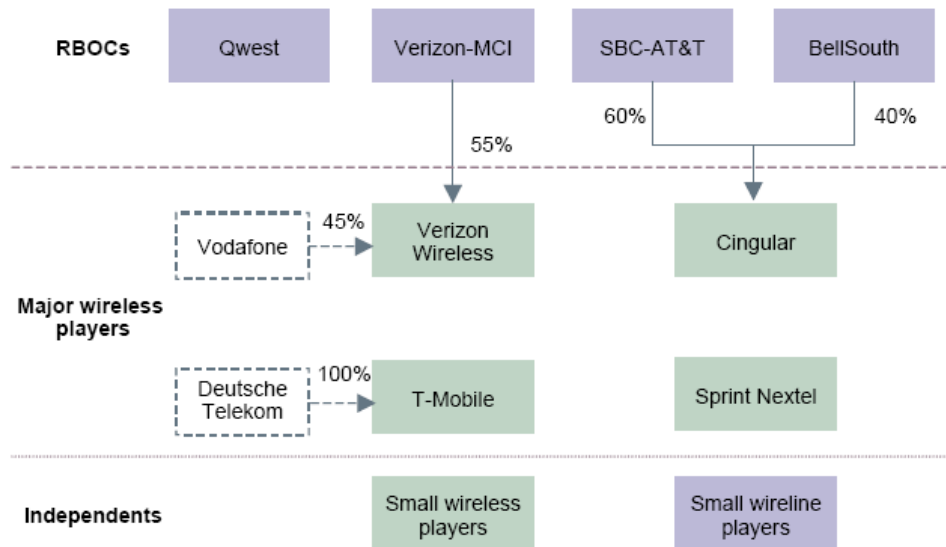 RBOCs
Qwest
Verizon-MCI
SBC-AT&T
BellSouth
60%
40%
55%
45%
Vodafone
Verizon
Wireless
Cingular
Major wireless
players
100%
Deutsche
Telekom
T-Mobile
Sprint Nextel
Independents
Small wireless
players
Small wireline
players